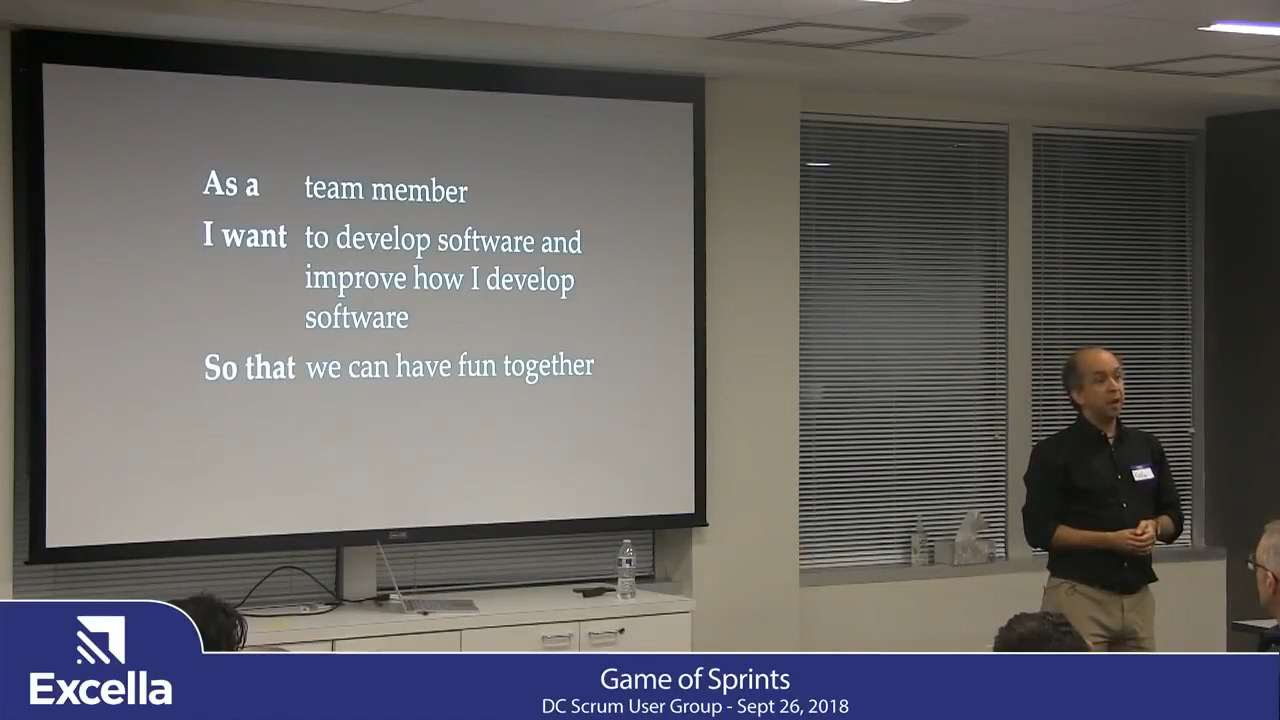 As a team member
I want to develop software and
improve how I develop
software
So that we can have fun together
Excella
Game of Sprints
DC Scrum User Group - Sept 26, 2018